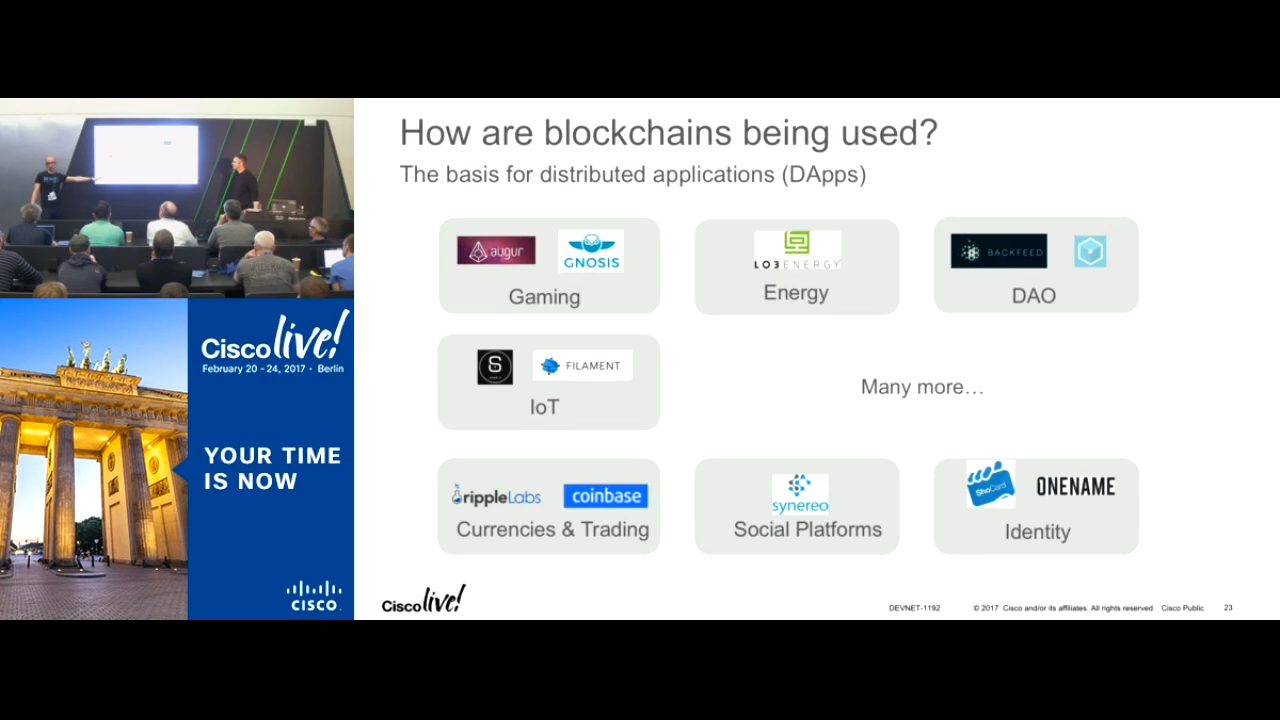 How are blockchains being used?
The basis for distributed applications (DApps)
augur
GNOSIS
Gaming
LO3ENERGY
Energy
BACKFEED
DAO
S
FILAMENT
IoT
Many more…
rippleLabs
coinbase
Currencies & Trading
synereo
Social Platforms
ShoCard
ONENAME
Identity
Cisco live!
February 20 - 24, 2017 • Berlin
YOUR TIME
IS NOW
CISCO
Cisco live!
DEVNET-1192
© 2017 Cisco and/or its affiliates. All rights reserved. Cisco Public
23